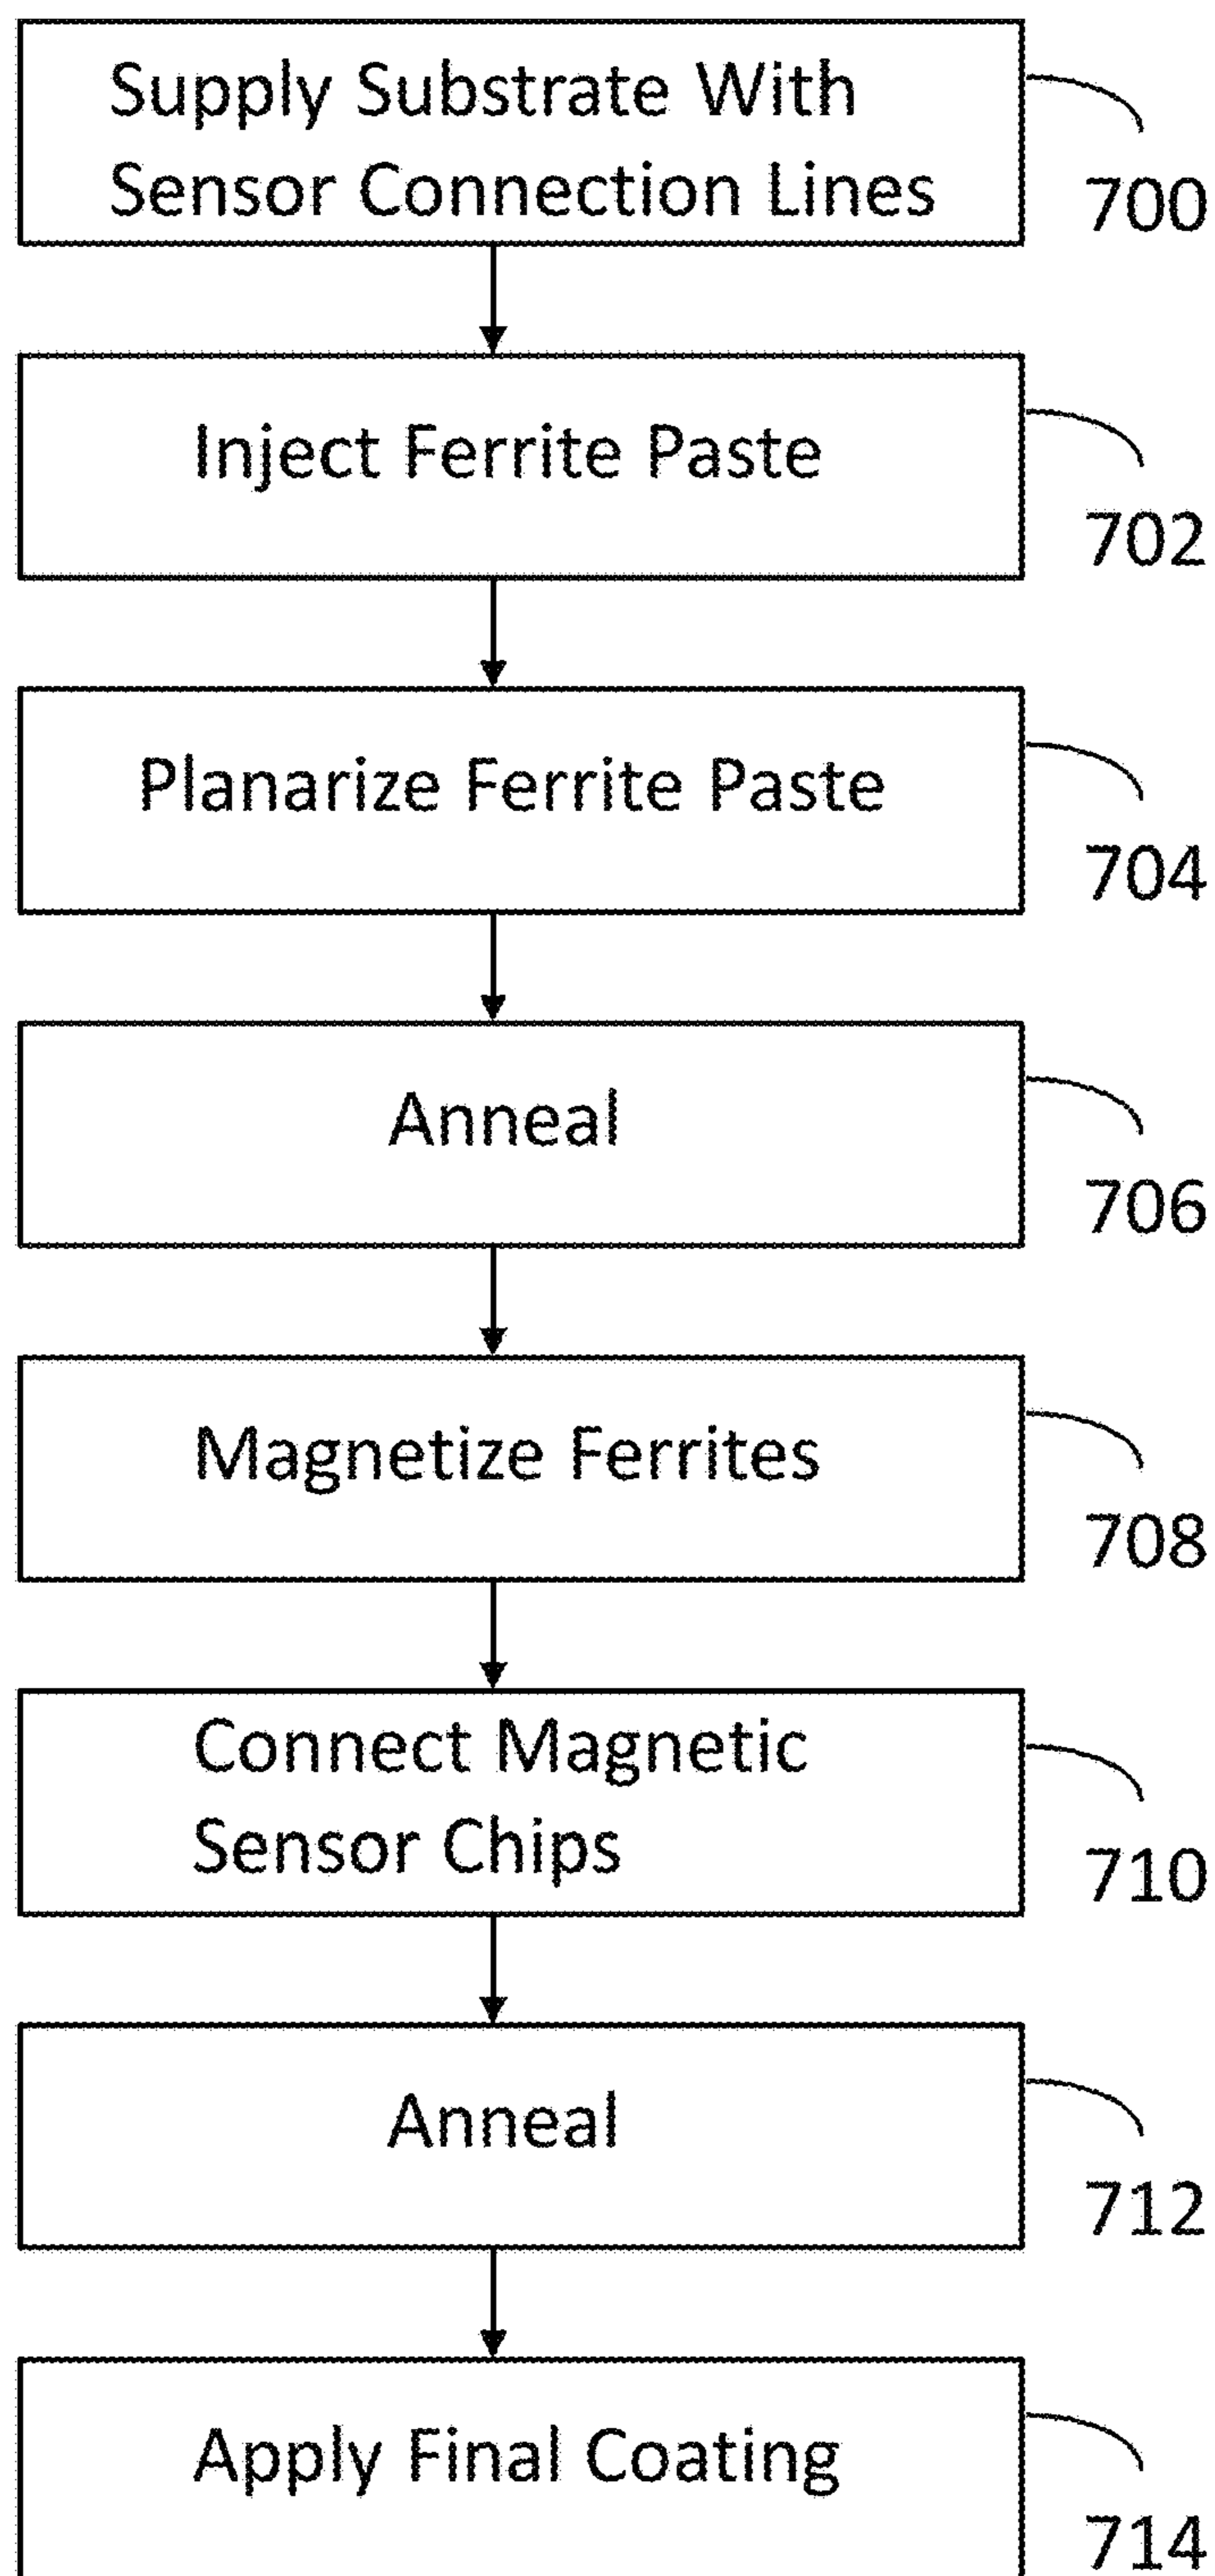 Supply Substrate With
Sensor Connection Lines
700
Inject Ferrite Paste
702
Planarize Ferrite Paste
704
Anneal
706
Magnetize Ferrites
708
Connect Magnetic
Sensor Chips
710
Anneal
712
Apply Final Coating
714